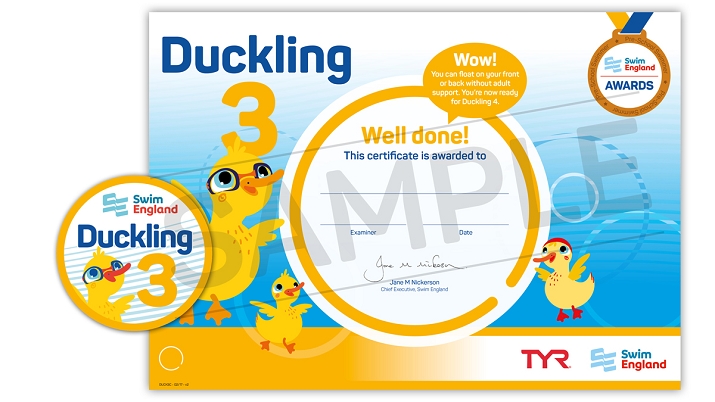 Duckling
3
Wow!
You can float on your front
or back without adult
support. You're now ready
for Duckling 4.
Swim
England
AWARDS
Well done!
This certificate is awarded to
SAMPLE
Examiner
Date
Jane M Nickerson
Jane M Nickerson
Chief Executive, Swim England
Swim
England
Duckling
3
TYR
Swim
England